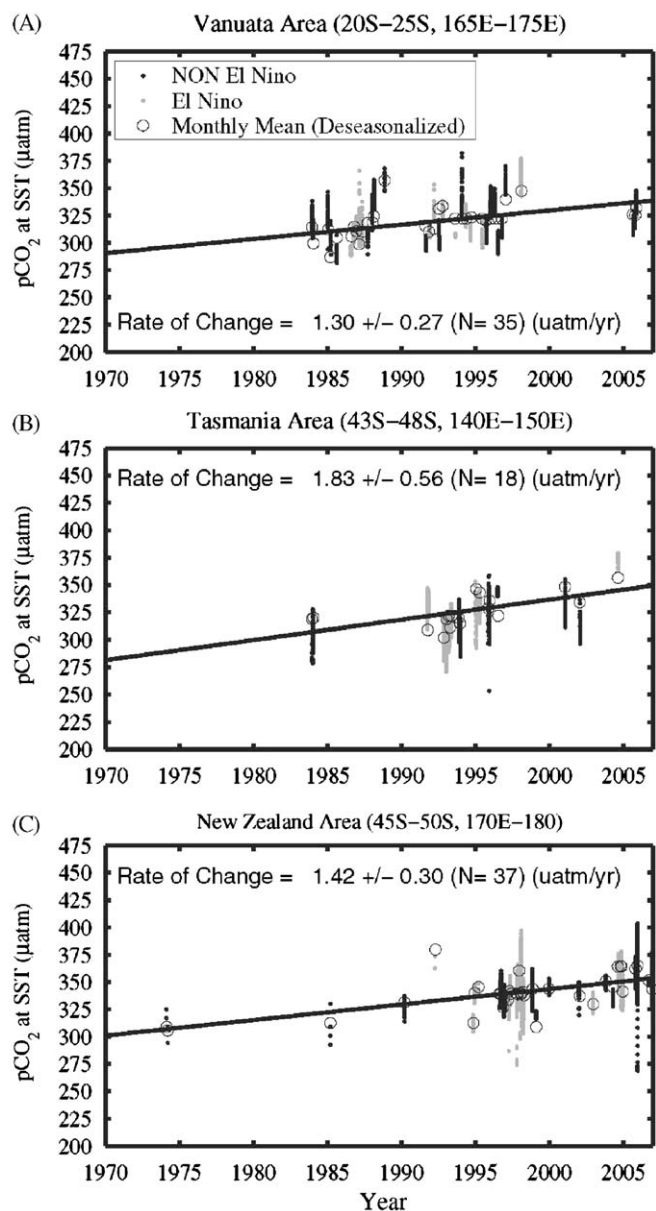 (A)
Vanuata Area (20S−25S, 165E−175E)
475
450
425
400
375
350
325
300
275
250
225
200
pCO2 at SST (μatm)
NON El Nino
El Nino
Monthly Mean (Deseasonalized)
Rate of Change = 1.30 +/− 0.27 (N= 35) (uatm/yr)
1970 1975 1980 1985 1990 1995 2000 2005
(B)
Tasmania Area (43S−48S, 140E−150E)
475
450
425
400
375
350
325
300
275
250
225
200
pCO2 at SST (μatm)
Rate of Change = 1.83 +/− 0.56 (N= 18) (uatm/yr)
1970 1975 1980 1985 1990 1995 2000 2005
(C)
New Zealand Area (45S−50S, 170E−180)
475
450
425
400
375
350
325
300
275
250
225
200
pCO2 at SST (μatm)
Rate of Change = 1.42 +/− 0.30 (N= 37) (uatm/yr)
1970 1975 1980 1985 1990 1995 2000 2005
Year